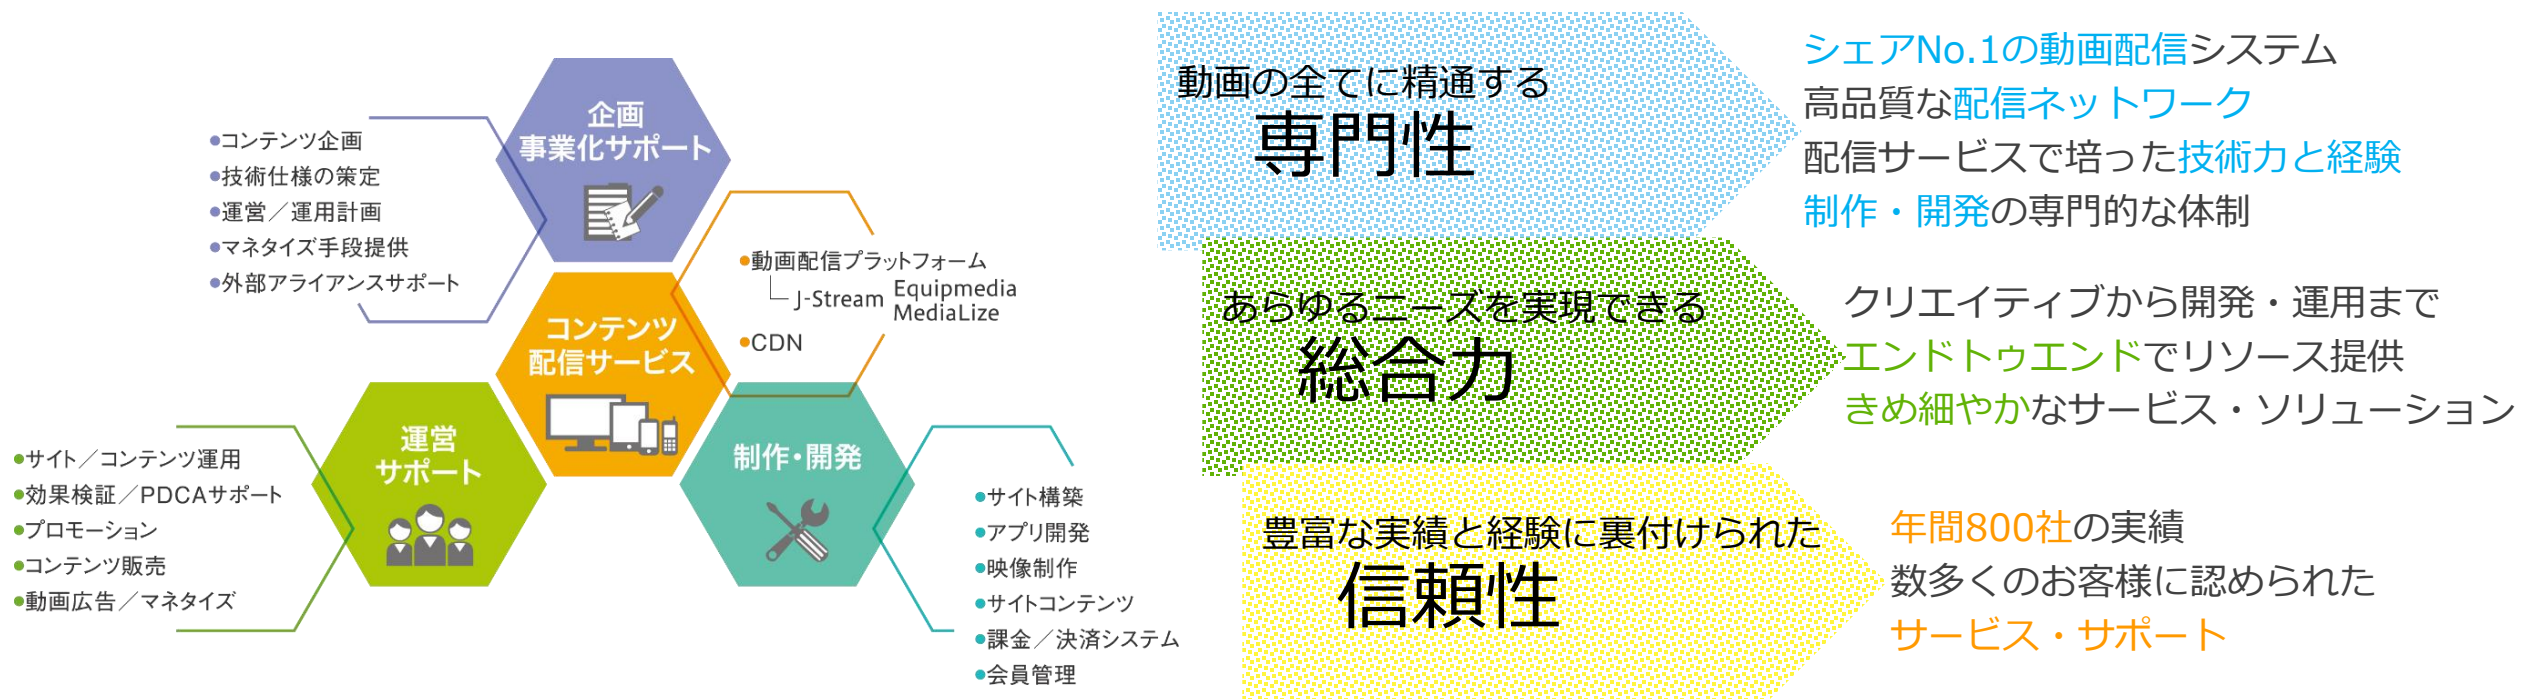 企画
事業化サポート
●コンテンツ企画
●技術仕様の策定
●運営／運用計画
●マネタイズ手段提供
●外部アライアンスサポート
コンテンツ
配信サービス
●動画配信プラットフォーム
J-Stream Equipmedia
MediaLize
●CDN
運営
サポート
●サイト／コンテンツ運用
●効果検証／PDCAサポート
●プロモーション
●コンテンツ販売
●動画広告／マネタイズ
制作・開発
●サイト構築
●アプリ開発
●映像制作
●サイトコンテンツ
●課金／決済システム
●会員管理
動画の全てに精通する
専門性
シェアNo.1の動画配信システム
高品質な配信ネットワーク
配信サービスで培った技術力と経験
制作・開発の専門的な体制
あらゆるニーズを実現できる
総合力
クリエイティブから開発・運用まで
エンドトゥエンドでリソース提供
きめ細やかなサービス・ソリューション
豊富な実績と経験に裏付けられた
信頼性
年間800社の実績
数多くのお客様に認められた
サービス・サポート